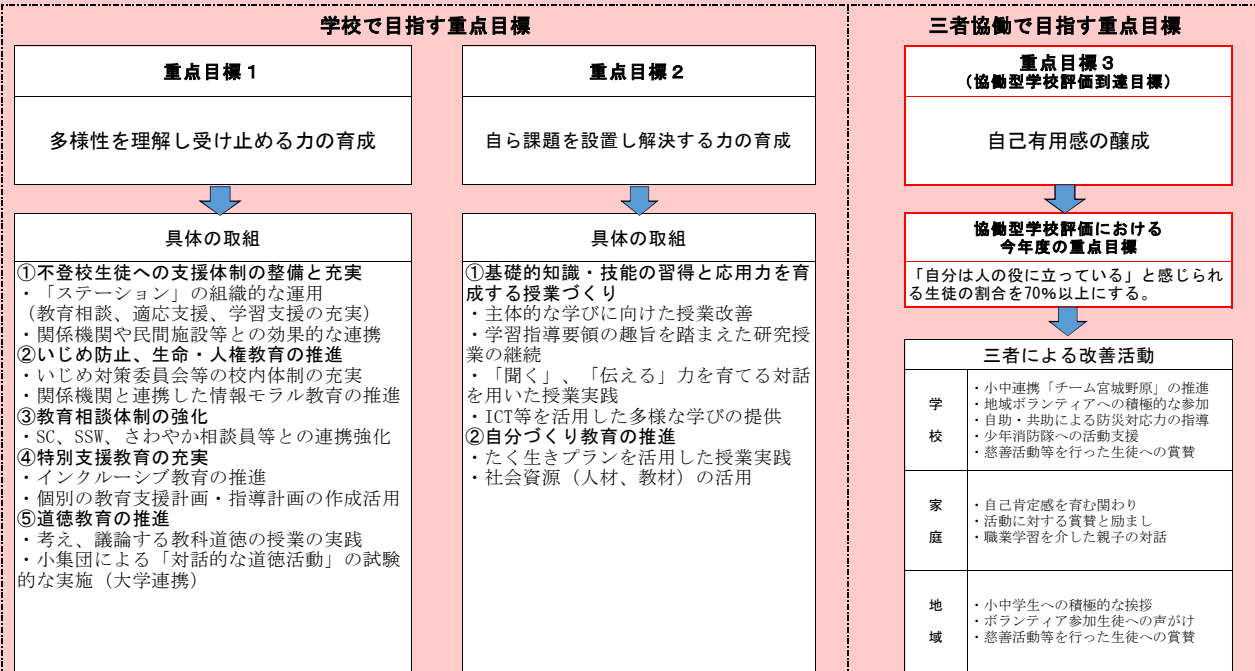 学校で目指す重点目標
重点目標１
多様性を理解し受け止める力の育成
具体の取組
①不登校生徒への支援体制の整備と充実
・「ステーション」の組織的な運用
（教育相談、適応支援、学習支援の充実）
・関係機関や民間施設等との効果的な連携
②いじめ防止、生命・人権教育の推進
・いじめ対策委員会等の校内体制の充実
・関係機関と連携した情報モラル教育の推進
③教育相談体制の強化
・SC、SSW、さわやか相談員等との連携強化
④特別支援教育の充実
・インクルーシブ教育の推進
・個別の教育支援計画・指導計画の作成活用
⑤道徳教育の推進
・考え、議論する教科道徳の授業の実践
・小集団による「対話的な道徳活動」の試験
的な実施（大学連携）
重点目標２
自ら課題を設置し解決する力の育成
具体の取組
①基礎的知識・技能の習得と応用力を育
成する授業づくり
・主体的な学びに向けた授業改善
・学習指導要領の趣旨を踏まえた研究授
業の継続
・「聞く」、「伝える」力を育てる対話
を用いた授業実践
・ICT等を活用した多様な学びの提供
②自分づくり教育の推進
・たく生きプランを活用した授業実践
・社会資源（人材、教材）の活用
三者協働で目指す重点目標
重点目標３
（協働型学校評価到達目標）
自己有用感の醸成
協働型学校評価における
今年度の重点目標
「自分は人の役に立っている」と感じられ
る生徒の割合を70％以上にする。
三者による改善活動
学校
・小中連携「チーム宮城野原」の推進
・地域ボランティアへの積極的な参加
・自助・共助による防災対応力の指導
・少年消防隊への活動支援
・慈善活動等を行った生徒への賞賛
家庭
・自己肯定感を育む関わり
・活動に対する賞賛と励まし
・職業学習を介した親子の対話
地域
・小中学生への積極的な挨拶
・ボランティア参加生徒への声がけ
・慈善活動等を行った生徒への賞賛